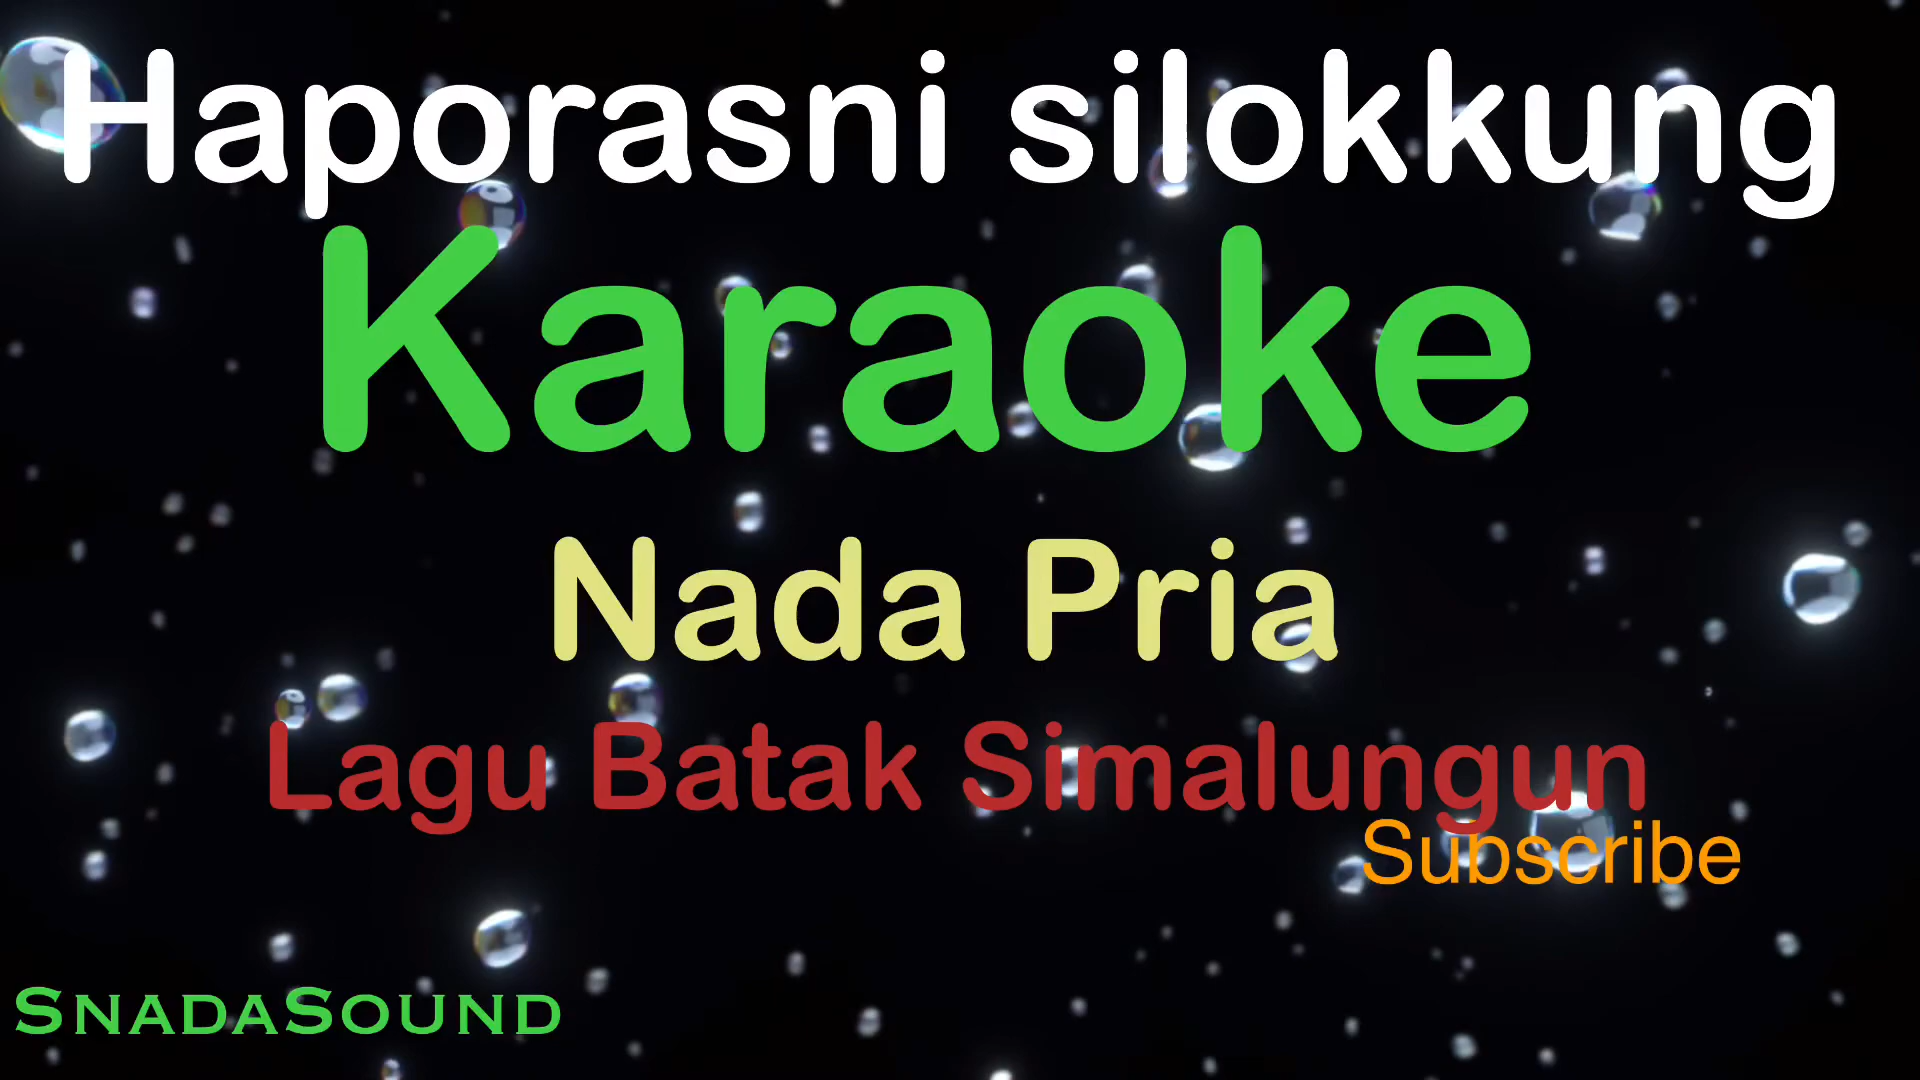 Haporasni silokkung
Karaoke
Nada Pria
Lagu Batak Simalungun
Subscribe
SnadaSound